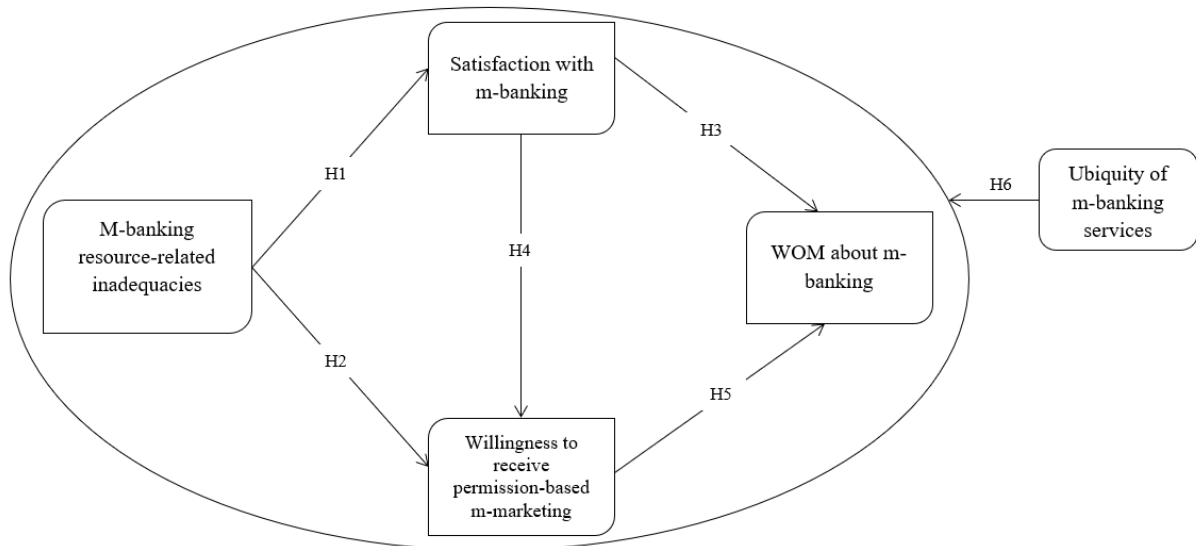 Satisfaction with
m-banking
H3
H1
M-banking
resource-related
inadequacies
H4
WOM about m-
banking
H6
Ubiquity of
m-banking
services
H2
H5
Willingness to
receive
permission-based
m-marketing